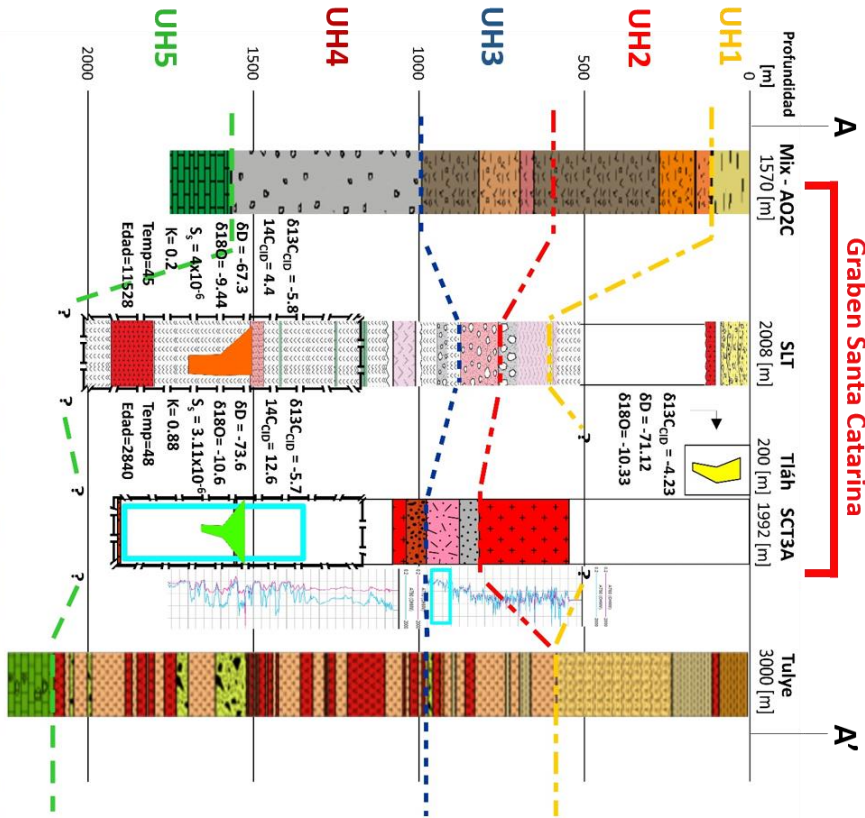 A
A'
Graben Santa Catarina
Profundidad
[m]
Mix - AO2C
1570 [m]
SLT
2008 [m]
Tláh
200 [m]
SCT3A
1992 [m]
Tulye
3000 [m]
0
500
1000
1500
2000
UH1
UH2
UH3
UH4
UH5
δ13C_CID = -4.23
δD = -71.12
δ18O= -10.33
δ13C_CID = -5.8
14C_CID = 4.4
δD = -67.3
δ18O= -9.44
S_s = 4x10^-6
K= 0.2
Temp=45
Edad=11528
δ13C_CID = -5.7
14C_CID = 12.6
δD = -73.6
δ18O= -10.6
S_s = 3.11x10^-6
K= 0.88
Temp=48
Edad=2840
?
?
?
?
?
?